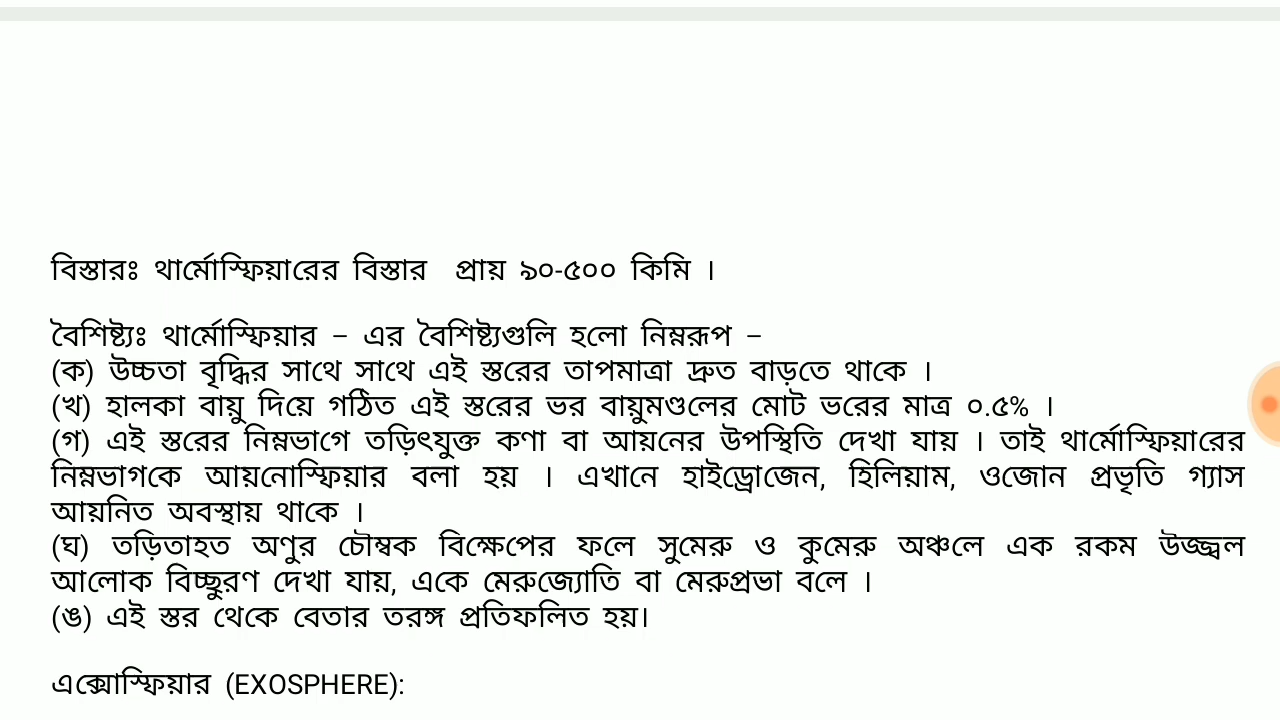 বিস্তারঃ থার্মোস্ফিয়ারের বিস্তার প্রায় ৯০-৫০০ কিমি ।
বৈশিষ্ট্যঃ থার্মোস্ফিয়ার – এর বৈশিষ্ট্যগুলি হলো নিম্নরূপ –
(ক) উচ্চতা বৃদ্ধির সাথে সাথে এই স্তরের তাপমাত্রা দ্রুত বাড়তে থাকে ।
(খ) হালকা বায়ু দিয়ে গঠিত এই স্তরের ভর বায়ুমণ্ডলের মোট ভরের মাত্র ০.৫% ।
(গ) এই স্তরের নিম্নভাগে তড়িৎযুক্ত কণা বা আয়নের উপস্থিতি দেখা যায় । তাই থার্মোস্ফিয়ারের
নিম্নভাগকে আয়নোস্ফিয়ার বলা হয় । এখানে হাইড্রোজেন, হিলিয়াম, ওজোন প্রভৃতি গ্যাস
আয়নিত অবস্থায় থাকে ।
(ঘ) তড়িতাহত অণুর চৌম্বক বিক্ষেপের ফলে সুমেরু ও কুমেরু অঞ্চলে এক রকম উজ্জ্বল
আলোক বিচ্ছুরণ দেখা যায়, একে মেরুজ্যোতি বা মেরুপ্রভা বলে ।
(ঙ) এই স্তর থেকে বেতার তরঙ্গ প্রতিফলিত হয়।
এক্সোস্ফিয়ার (EXOSPHERE):